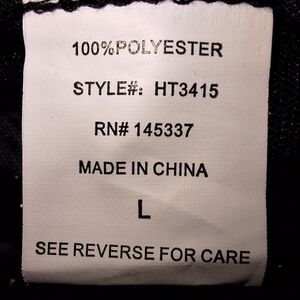 100%POLYESTER
STYLE#: HT3415
RN# 145337
MADE IN CHINA
L
SEE REVERSE FOR CARE